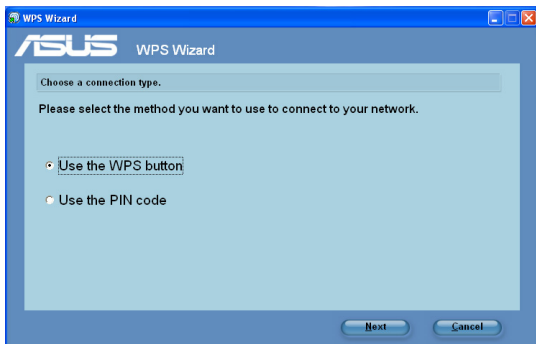 WPS Wizard
ASUS WPS Wizard
Choose a connection type.
Please select the method you want to use to connect to your network.
Use the WPS button
Use the PIN code
Next Cancel